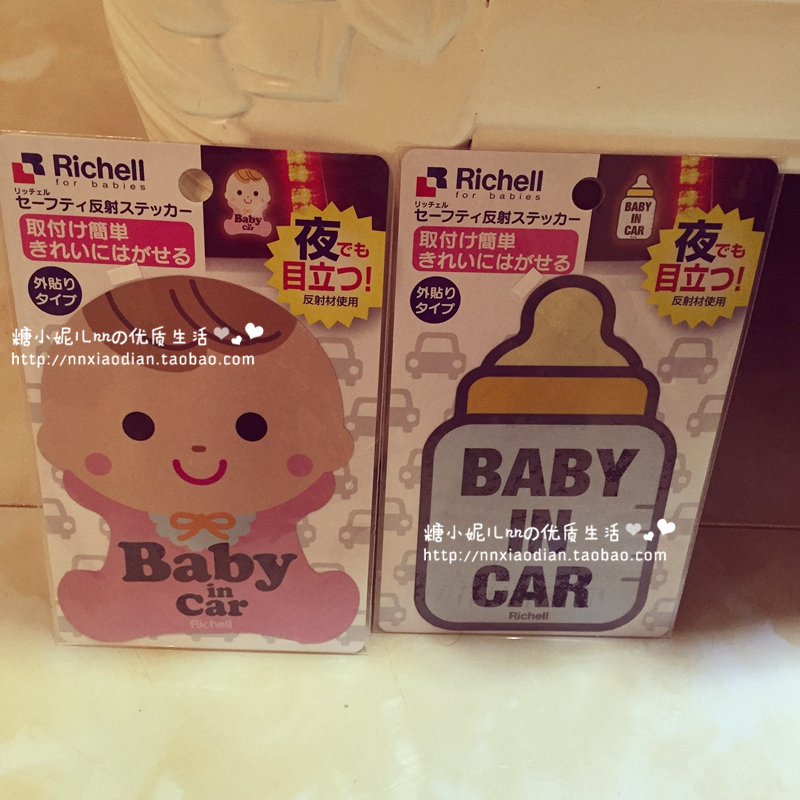 Richell
for babies
リッチェル
セーフティ反射ステッカー
取付け簡単
きれいにはがせる
外貼り
タイプ
Baby
in
car
夜でも
目立つ!
反射材使用
糖小妮儿nnの优质生活
http://nnxiaodian.taobao.com
Baby
in
Car
Richell
Richell
for babies
リッチェル
セーフティ反射ステッカー
取付け簡単
きれいにはがせる
外貼り
タイプ
BABY
IN
CAR
夜でも
目立つ!
反射材使用
BABY
IN
糖小妮儿nnの优质生活
http://nnxiaodian.taobao.com
CAR
Richell